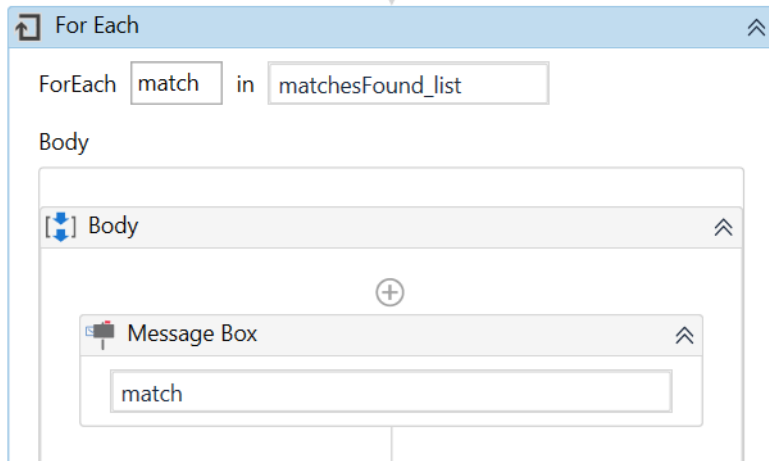 For Each
ForEach match in matchesFound_list
Body
Body
Message Box
match